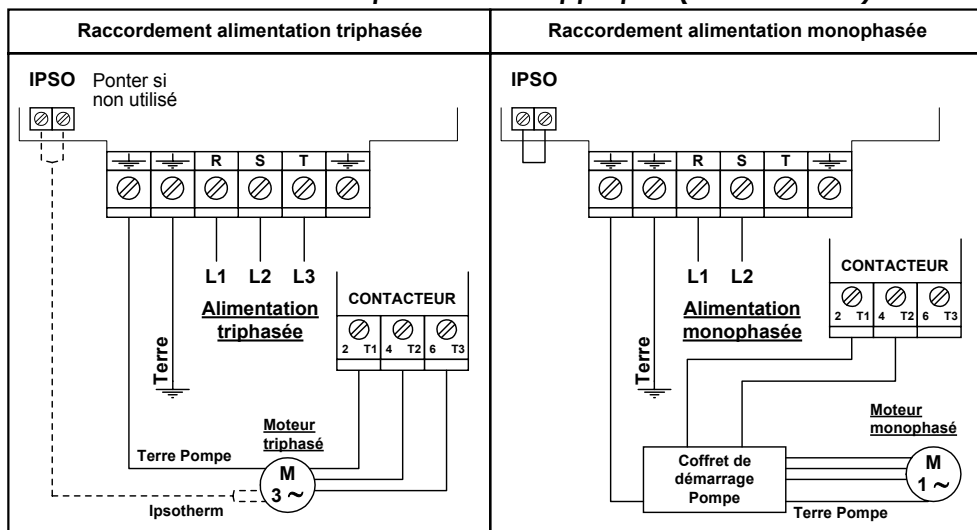 Raccordement alimentation triphasée
IPSO
Ponter si
non utilisé
R S T
L1 L2 L3
Alimentation
triphasée
CONTACTEUR
2 T1 4 T2 6 T3
Terre
Moteur
triphasé
Terre Pompe
M
3 ~
Ipsotherm
Raccordement alimentation monophasée
IPSO
R S T
L1 L2
Alimentation
monophasée
CONTACTEUR
2 T1 4 T2 6 T3
Terre
Moteur
monophasé
Coffret de
démarrage
Pompe
M
1 ~
Terre Pompe